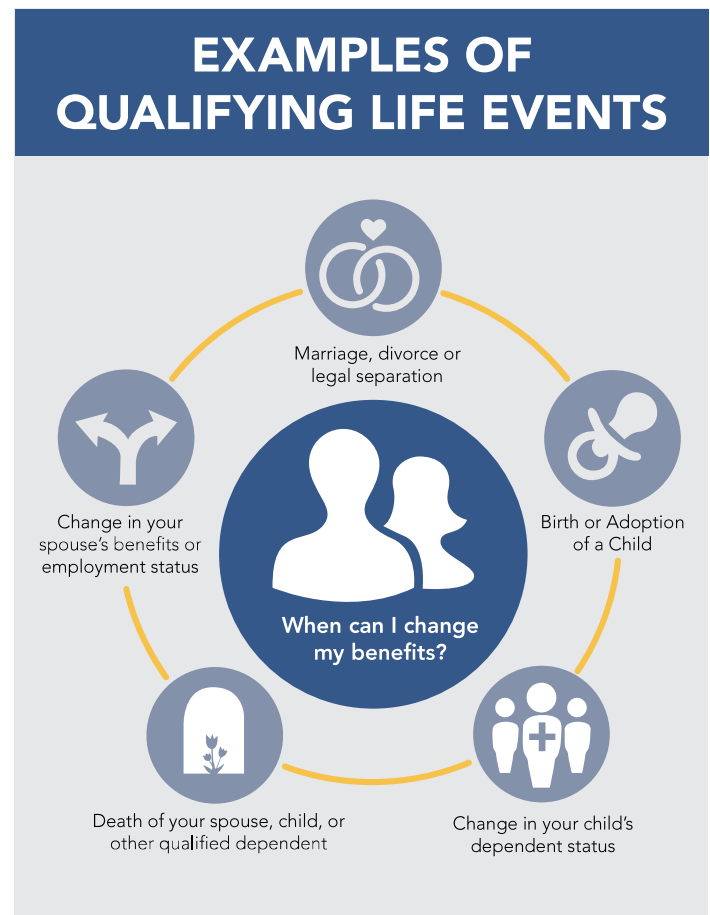 EXAMPLES OF
QUALIFYING LIFE EVENTS
Marriage, divorce or
legal separation
Birth or Adoption
of a Child
Change in your child's
dependent status
Death of your spouse, child, or
other qualified dependent
Change in your
spouse's benefits or
employment status
When can I change
my benefits?